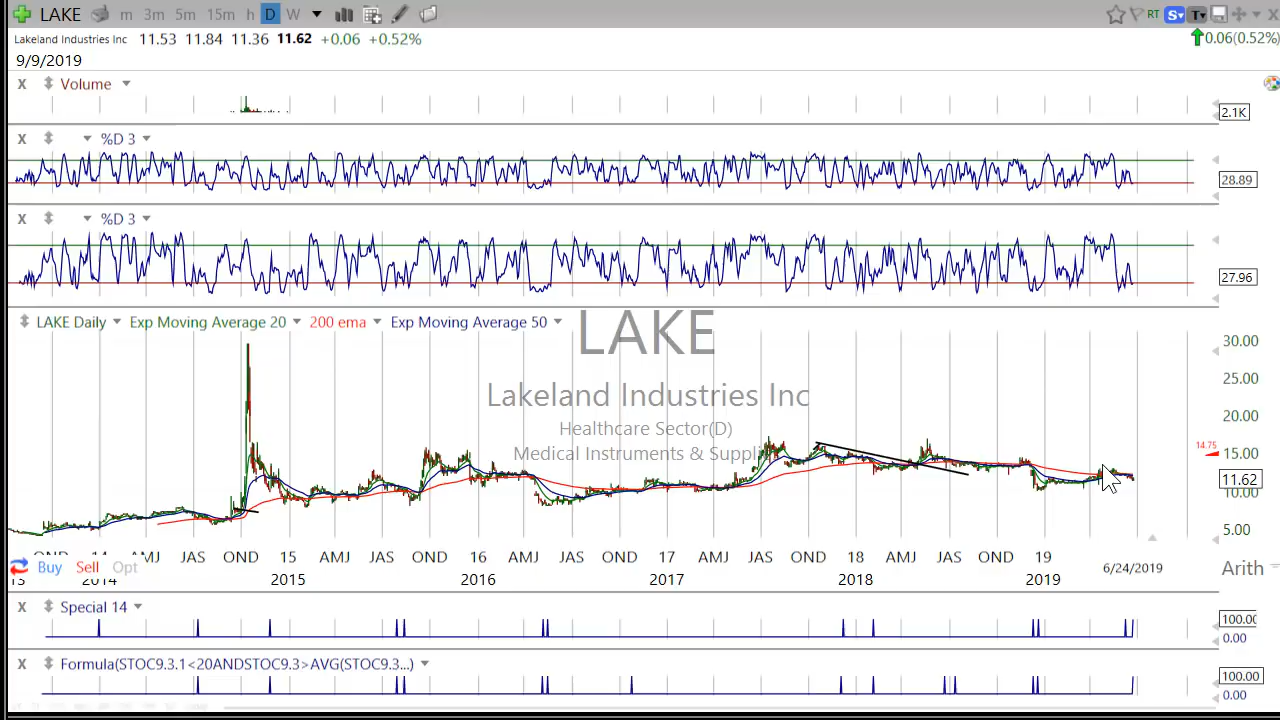 LAKE m 3m 5m 15m h D W RT S T
Lakeland Industries Inc 11.53 11.84 11.36 11.62 +0.06 +0.52% 0.06(0.52%)
9/9/2019
X Volume
2.1K
X %D 3
28.89
X %D 3
27.96
LAKE Daily Exp Moving Average 20 200 ema Exp Moving Average 50
LAKE
Lakeland Industries Inc
Healthcare Sector(D)
Medical Instruments & Suppli
30.00
25.00
20.00
14.75
15.00
11.62
10.00
5.00
OND 14 AMJ JAS OND 15 AMJ JAS OND 16 AMJ JAS OND 17 AMJ JAS OND 18 AMJ JAS OND 19
Buy Sell Opt 6/24/2019 Arith
13 2014 2015 2016 2017 2018 2019
X Special 14
100.00
0.00
X Formula(STOC9.3.1<20ANDSTOC9.3>AVG(STOC9.3...)
100.00
0.00